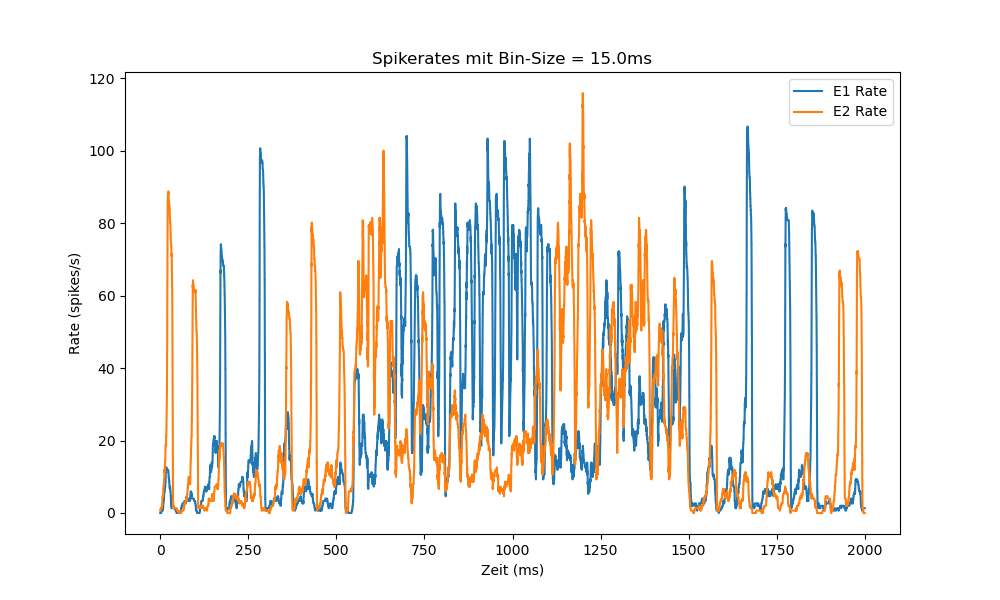 Spikerates mit Bin-Size = 15.0ms
E1 Rate
E2 Rate
Rate (spikes/s)
120
100
80
60
40
20
0
0 250 500 750 1000 1250 1500 1750 2000
Zeit (ms)